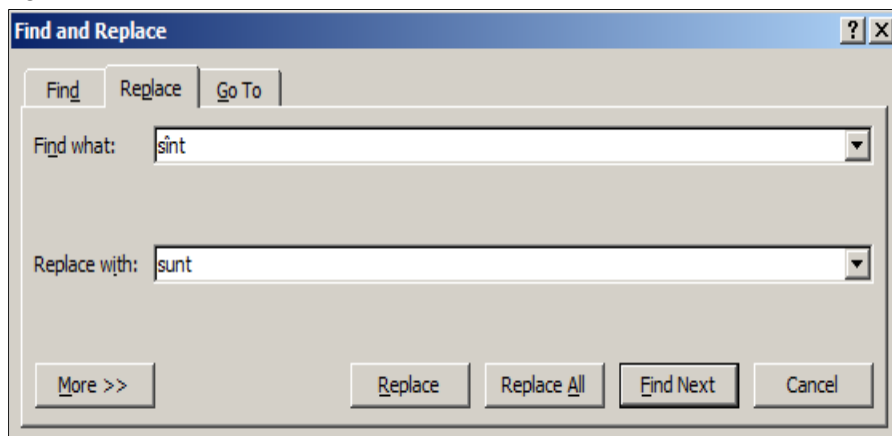 Find and Replace
Find Replace Go To
Find what: sînt
Replace with: sunt
More >> Replace Replace All Find Next Cancel